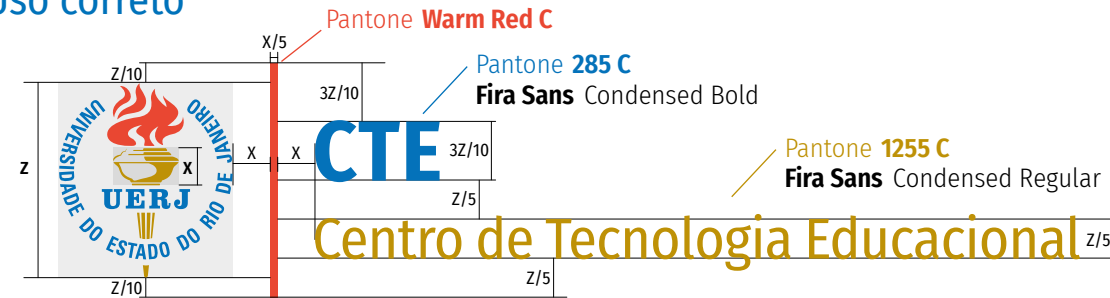 uso correto
Pantone Warm Red C
X/5
Z/10
Pantone 285 C
Fira Sans Condensed Bold
3Z/10
CTE
3Z/10
Z
UNIVERSIDADE DO ESTADO DO RIO DE JANEIRO
X
UERJ
X
X
Pantone 1255 C
Fira Sans Condensed Regular
Z/5
Centro de Tecnologia Educacional
Z/5
Z/5
Z/10